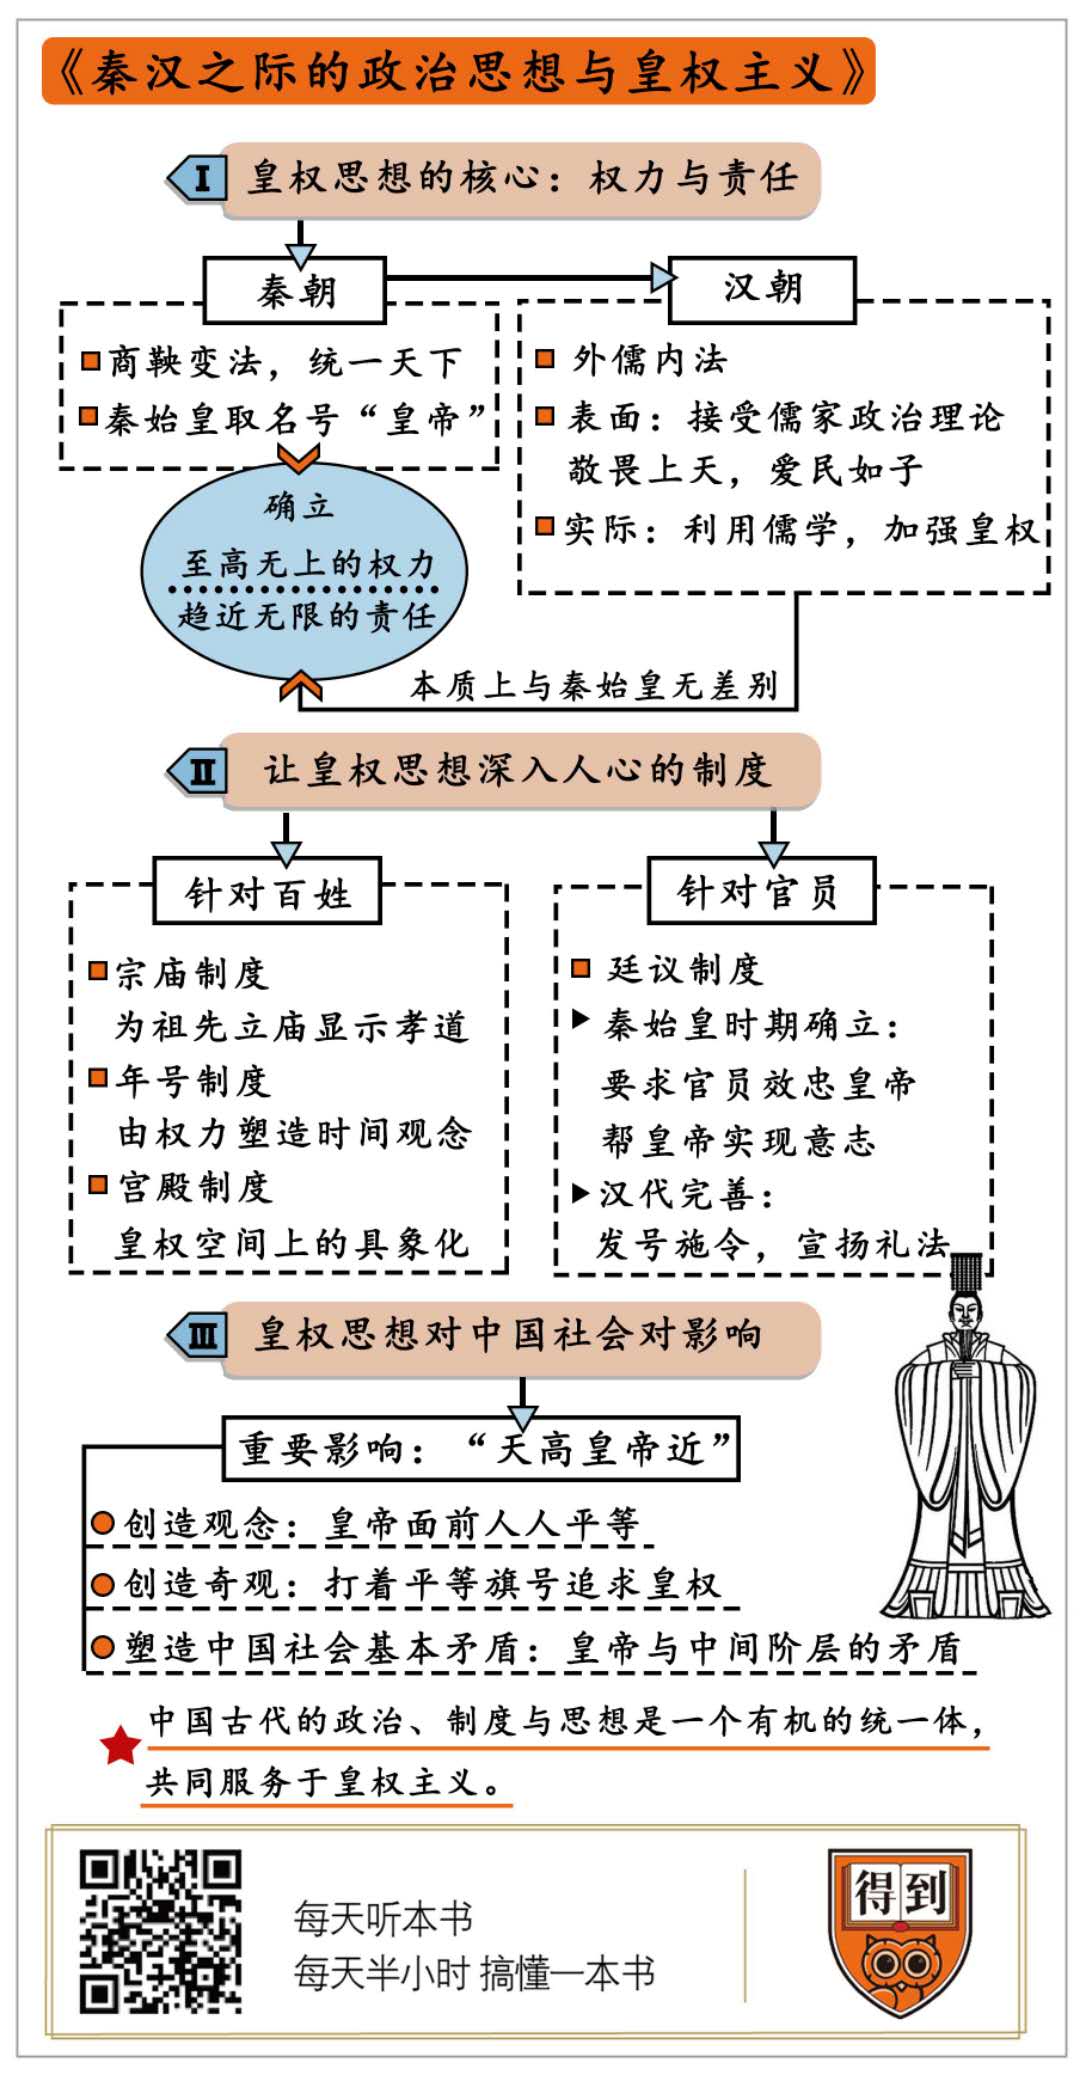 《秦汉之际的政治思想与皇权主义》
I 皇权思想的核心：权力与责任
秦朝
商鞅变法，统一天下
秦始皇取名号“皇帝”
确立
至高无上的权力
趋近无限的责任
汉朝
外儒内法
表面：接受儒家政治理论
敬畏上天，爱民如子
实际：利用儒学，加强皇权
本质上与秦始皇无差别
II 让皇权思想深入人心的制度
针对百姓
宗庙制度
为祖先立庙显示孝道
年号制度
由权力塑造时间观念
宫殿制度
皇权空间上的具象化
针对官员
廷议制度
秦始皇时期确立：
要求官员效忠皇帝
帮皇帝实现意志
汉代完善：
发号施令，宣扬礼法
III 皇权思想对中国社会对影响
重要影响：“天高皇帝近”
创造观念：皇帝面前人人平等
创造奇观：打着平等旗号追求皇权
塑造中国社会基本矛盾：皇帝与中间阶层的矛盾
中国古代的政治、制度与思想是一个有机的统一体，
共同服务于皇权主义。
每天听本书
每天半小时 搞懂一本书
得到